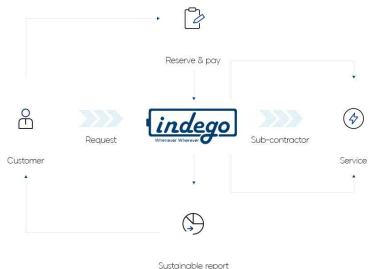 Reserve & pay
indego
Whenever Wherever
Request
Sub-contractor
Customer
Service
Sustainable report